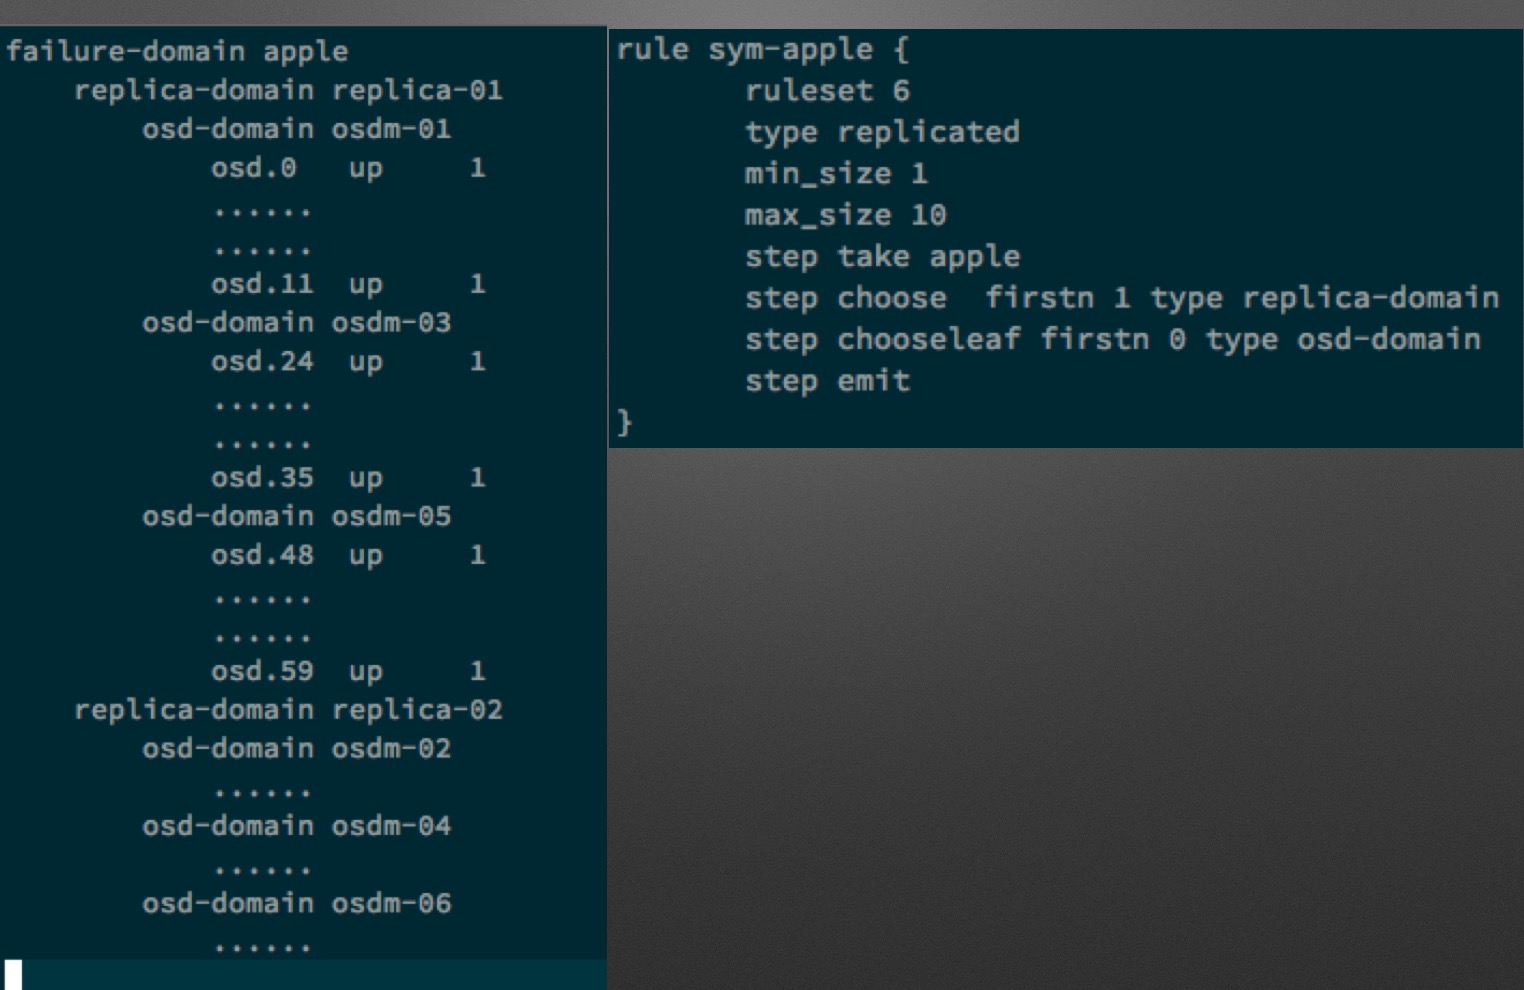 failure-domain apple
replica-domain replica-01
osd-domain osdm-01
osd.0 up 1
......
......
osd.11 up 1
osd-domain osdm-03
osd.24 up 1
......
......
osd.35 up 1
osd-domain osdm-05
osd.48 up 1
......
......
osd.59 up 1
replica-domain replica-02
osd-domain osdm-02
......
osd-domain osdm-04
......
osd-domain osdm-06
......
rule sym-apple {
ruleset 6
type replicated
min_size 1
max_size 10
step take apple
step choose  firstn 1 type replica-domain
step chooseleaf firstn 0 type osd-domain
step emit
}